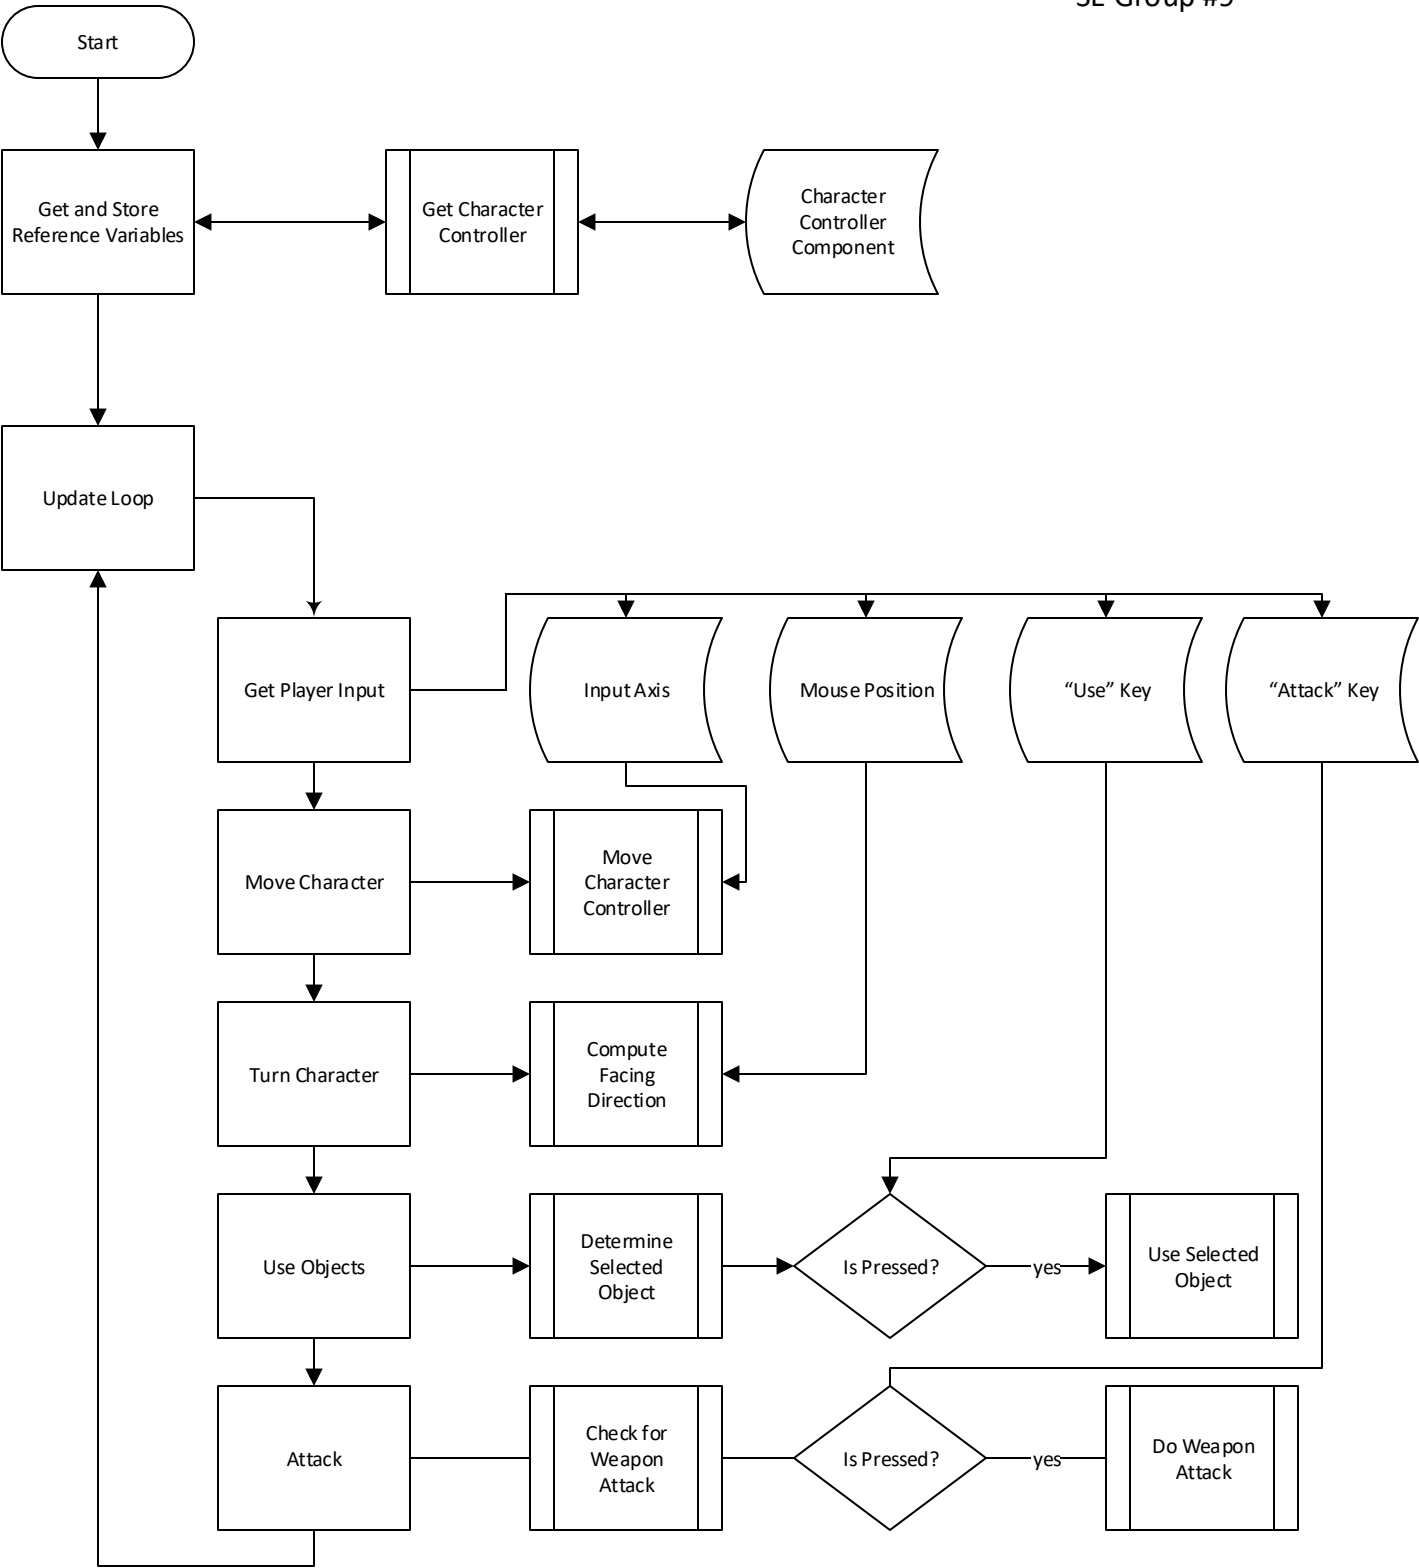 SE Group #9
Start
Get and Store
Reference Variables
Get Character
Controller
Character
Controller
Component
Update Loop
Get Player Input
Input Axis
Mouse Position
“Use” Key
“Attack” Key
Move Character
Move
Character
Controller
Turn Character
Compute
Facing
Direction
Use Objects
Determine
Selected
Object
Is Pressed?
yes
Use Selected
Object
Attack
Check for
Weapon
Attack
Is Pressed?
yes
Do Weapon
Attack